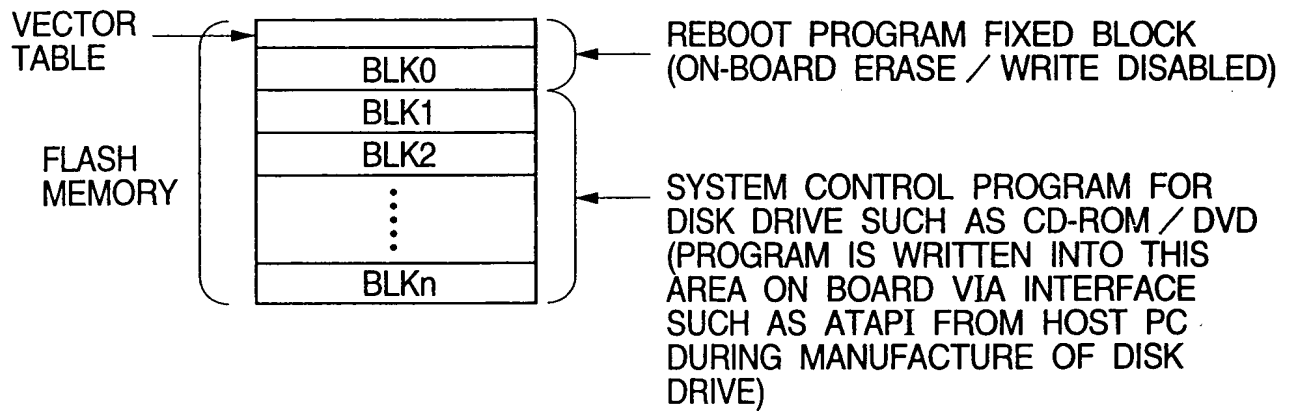 VECTOR
TABLE
FLASH
MEMORY
BLK0
BLK1
BLK2
BLKn
REBOOT PROGRAM FIXED BLOCK
(ON-BOARD ERASE / WRITE DISABLED)
SYSTEM CONTROL PROGRAM FOR
DISK DRIVE SUCH AS CD-ROM / DVD
(PROGRAM IS WRITTEN INTO THIS
AREA ON BOARD VIA INTERFACE
SUCH AS ATAPI FROM HOST PC
DURING MANUFACTURE OF DISK
DRIVE)